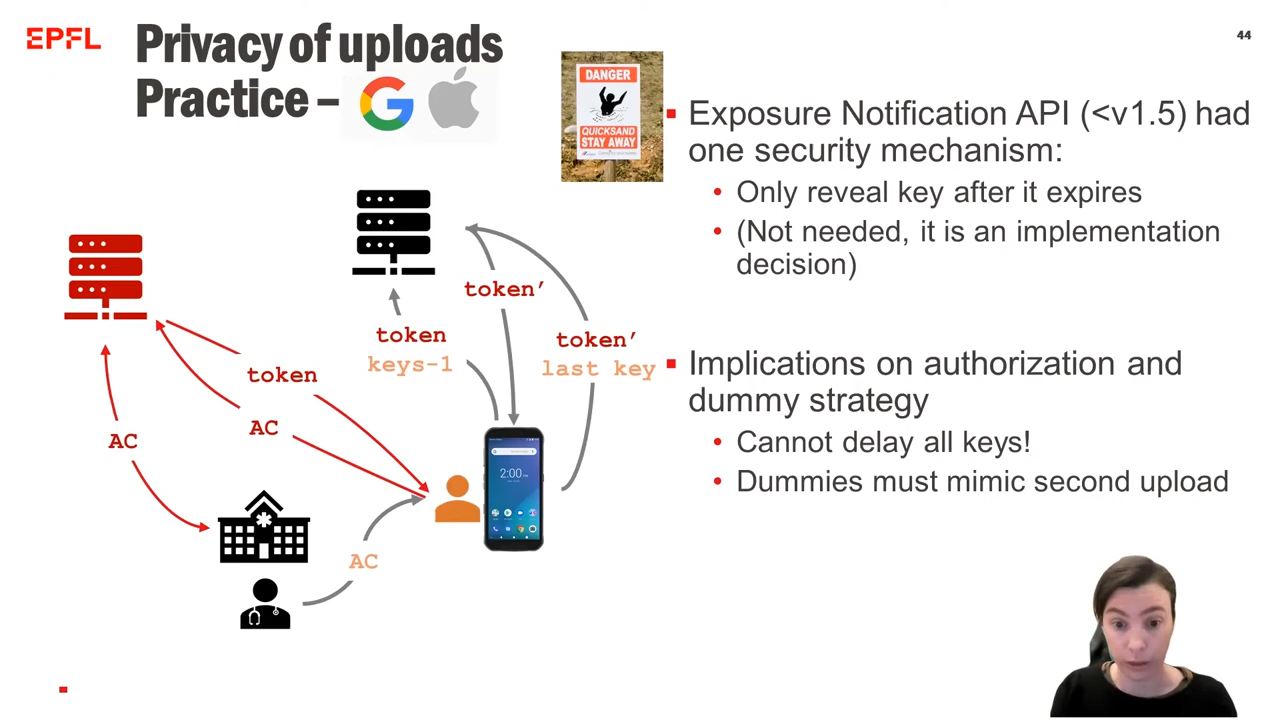 EPFL
Privacy of uploads
Practice –
44
DANGER
QUICKSAND
STAY AWAY
Exposure Notification API (<v1.5) had
one security mechanism:
Only reveal key after it expires
(Not needed, it is an implementation
decision)
Implications on authorization and
dummy strategy
Cannot delay all keys!
Dummies must mimic second upload
token'
token
keys-1
token'
last key
token
AC
AC
AC
2:00